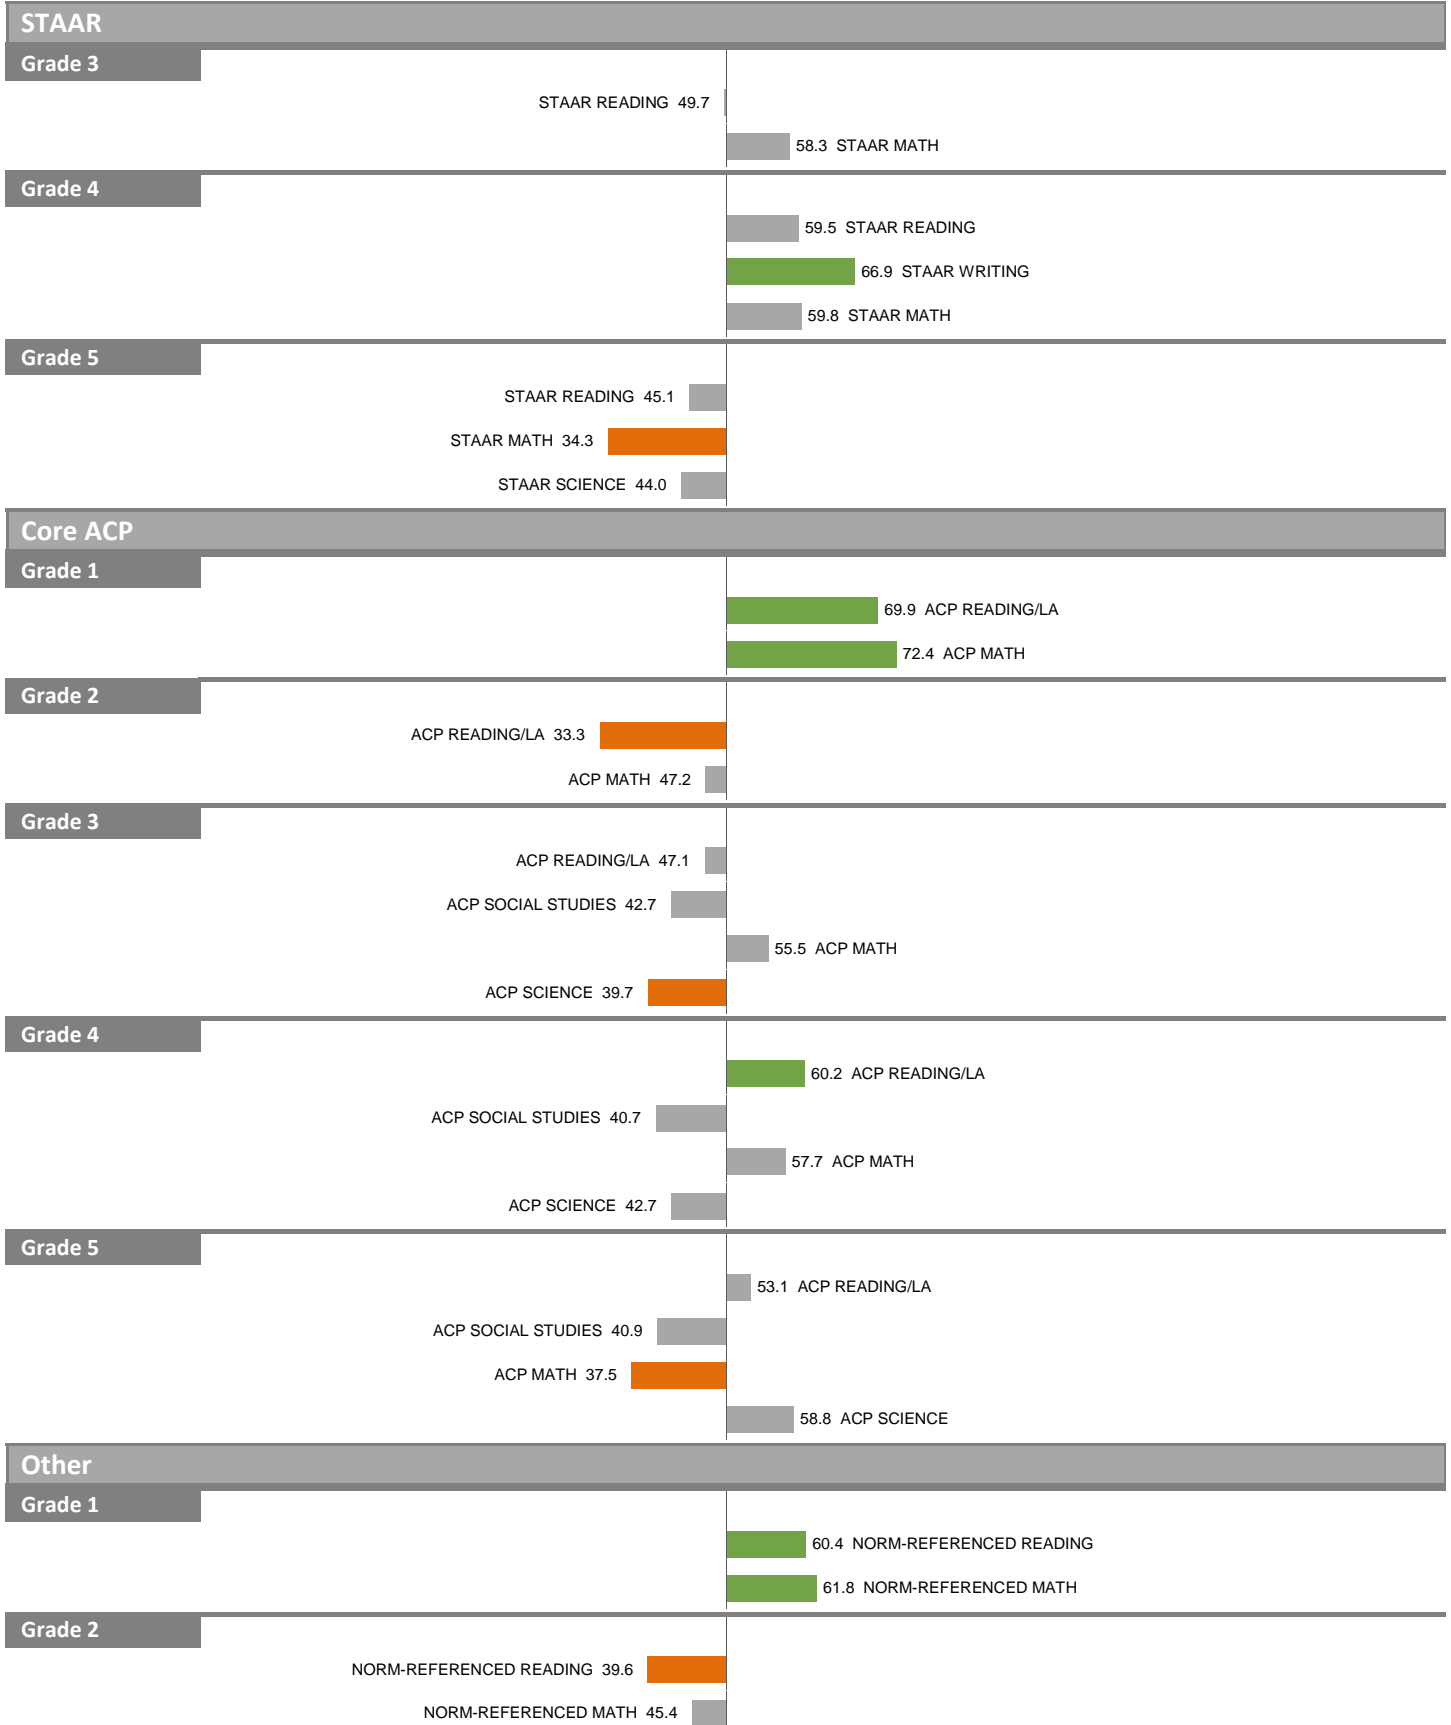 STAAR
Grade 3
STAAR READING 49.7
58.3 STAAR MATH
Grade 4
59.5 STAAR READING
66.9 STAAR WRITING
59.8 STAAR MATH
Grade 5
STAAR READING 45.1
STAAR MATH 34.3
STAAR SCIENCE 44.0
Core ACP
Grade 1
69.9 ACP READING/LA
72.4 ACP MATH
Grade 2
ACP READING/LA 33.3
ACP MATH 47.2
Grade 3
ACP READING/LA 47.1
ACP SOCIAL STUDIES 42.7
55.5 ACP MATH
ACP SCIENCE 39.7
Grade 4
60.2 ACP READING/LA
ACP SOCIAL STUDIES 40.7
57.7 ACP MATH
ACP SCIENCE 42.7
Grade 5
53.1 ACP READING/LA
ACP SOCIAL STUDIES 40.9
ACP MATH 37.5
58.8 ACP SCIENCE
Other
Grade 1
60.4 NORM-REFERENCED READING
61.8 NORM-REFERENCED MATH
Grade 2
NORM-REFERENCED READING 39.6
NORM-REFERENCED MATH 45.4